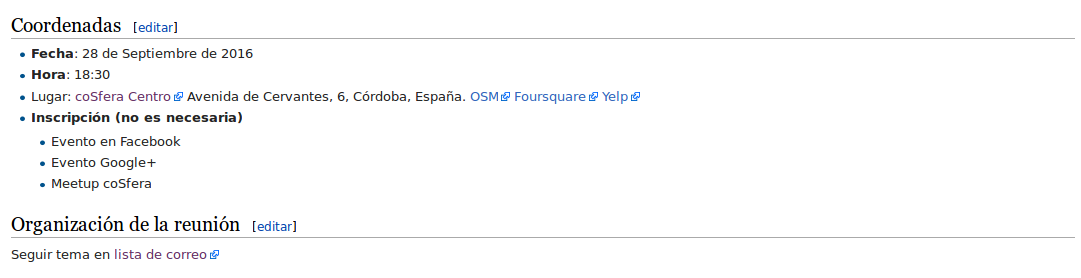 Coordenadas [editar]
Fecha: 28 de Septiembre de 2016
Hora: 18:30
Lugar: coSfera Centro Avenida de Cervantes, 6, Córdoba, España. OSM Foursquare Yelp
Inscripción (no es necesaria)
Evento en Facebook
Evento Google+
Meetup coSfera
Organización de la reunión [editar]
Seguir tema en lista de correo